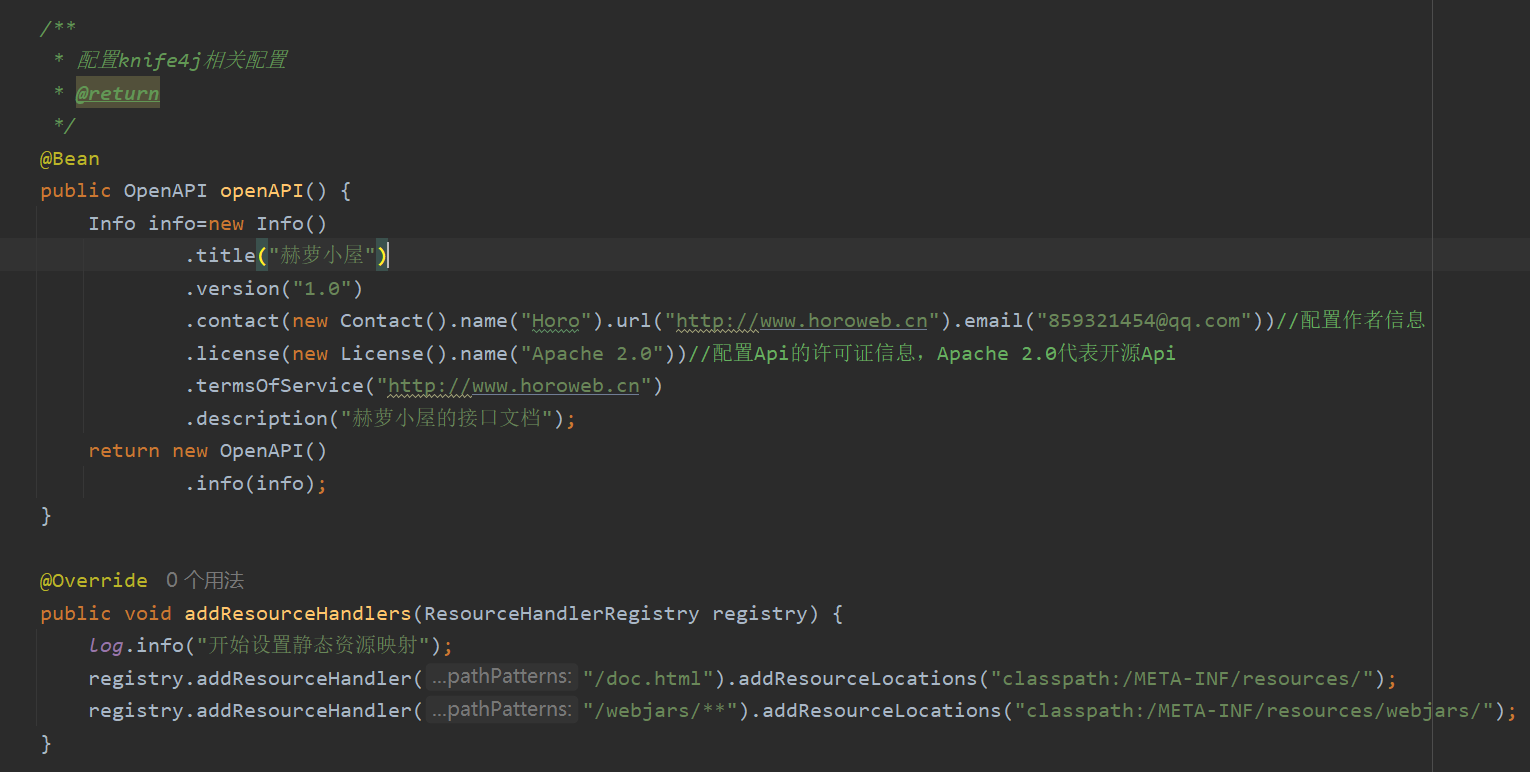 /**
* 配置knife4j相关配置
* @return
*/
@Bean
public OpenAPI openAPI() {
Info info=new Info()
.title("赫萝小屋")
.version("1.0")
.contact(new Contact().name("Horo").url("http://www.horoweb.cn").email("859321454@qq.com"))//配置作者信息
.license(new License().name("Apache 2.0"))//配置Api的许可证信息，Apache 2.0代表开源Api
.termsOfService("http://www.horoweb.cn")
.description("赫萝小屋的接口文档");
return new OpenAPI()
.info(info);
}
@Override 0 个用法
public void addResourceHandlers(ResourceHandlerRegistry registry) {
log.info("开始设置静态资源映射");
registry.addResourceHandler( ...pathPatterns: "/doc.html").addResourceLocations("classpath:/META-INF/resources/");
registry.addResourceHandler( ...pathPatterns: "/webjars/**").addResourceLocations("classpath:/META-INF/resources/webjars/");
}